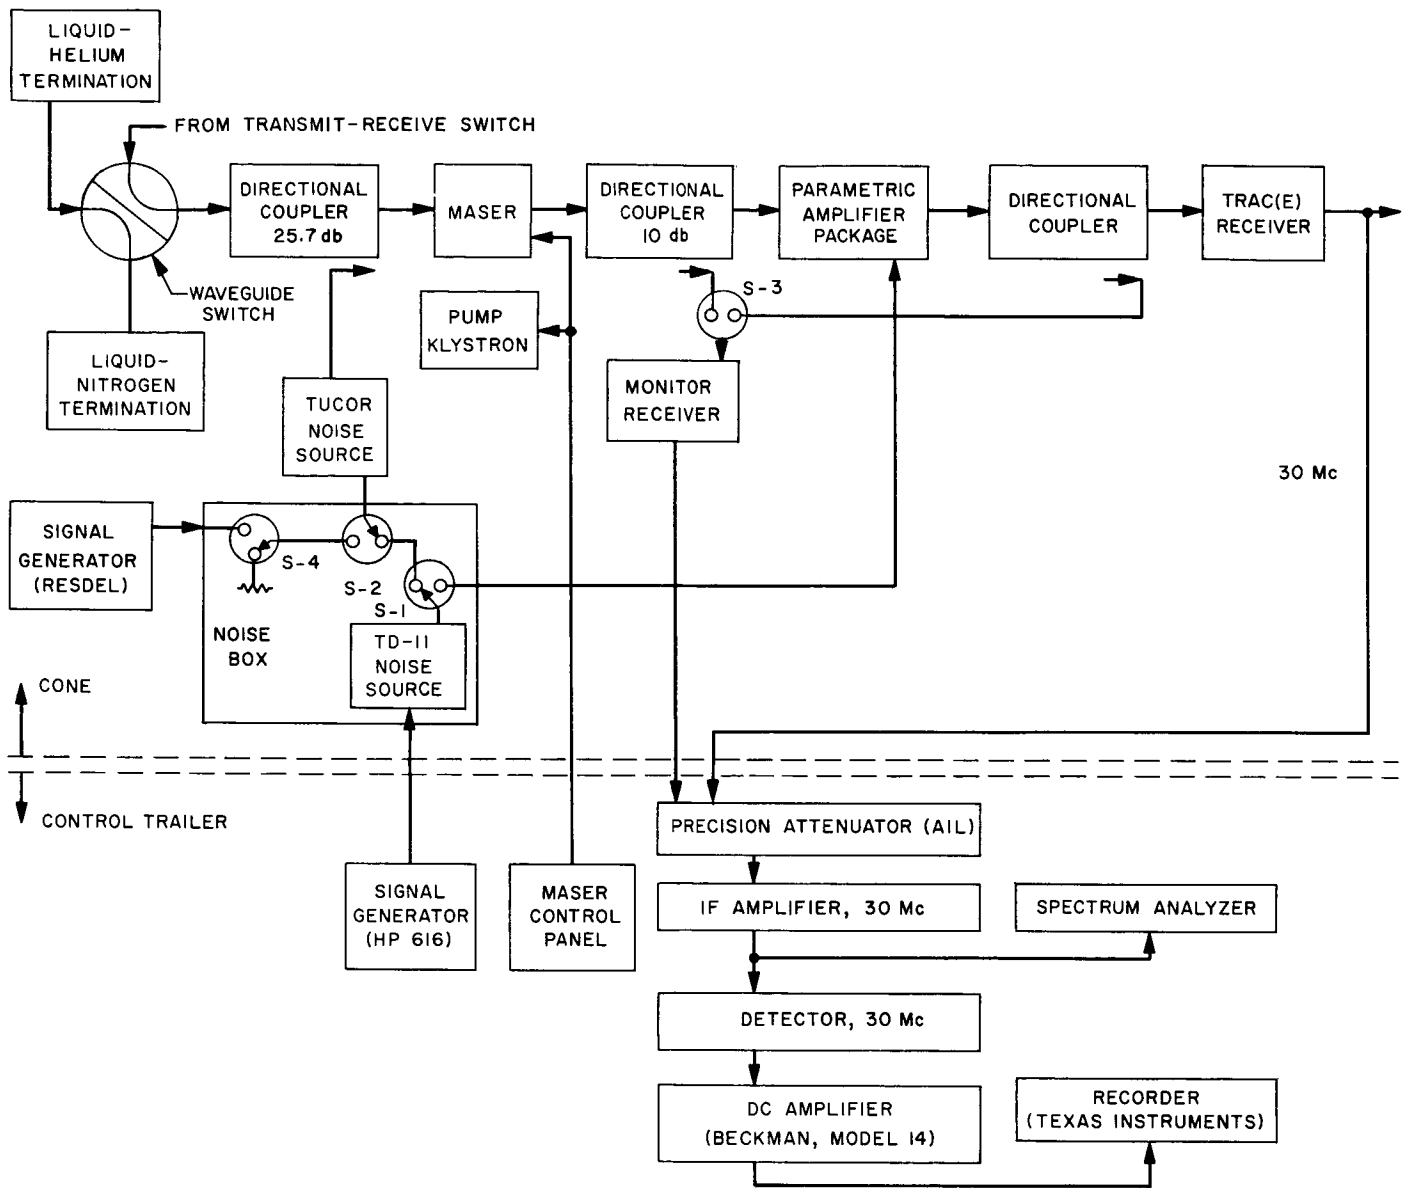 LIQUID-
HELIUM
TERMINATION
FROM TRANSMIT-RECEIVE SWITCH
DIRECTIONAL
COUPLER
25.7 db
MASER
DIRECTIONAL
COUPLER
10 db
PARAMETRIC
AMPLIFIER
PACKAGE
DIRECTIONAL
COUPLER
TRAC(E)
RECEIVER
WAVEGUIDE
SWITCH
S-3
PUMP
KLYSTRON
LIQUID-
NITROGEN
TERMINATION
TUCOR
NOISE
SOURCE
MONITOR
RECEIVER
30 Mc
SIGNAL
GENERATOR
(RESDEL)
S-4
S-2
S-1
NOISE
BOX
TD-11
NOISE
SOURCE
CONE
CONTROL TRAILER
PRECISION ATTENUATOR (AIL)
SIGNAL
GENERATOR
(HP 616)
MASER
CONTROL
PANEL
IF AMPLIFIER, 30 Mc
SPECTRUM ANALYZER
DETECTOR, 30 Mc
DC AMPLIFIER
(BECKMAN, MODEL 14)
RECORDER
(TEXAS INSTRUMENTS)